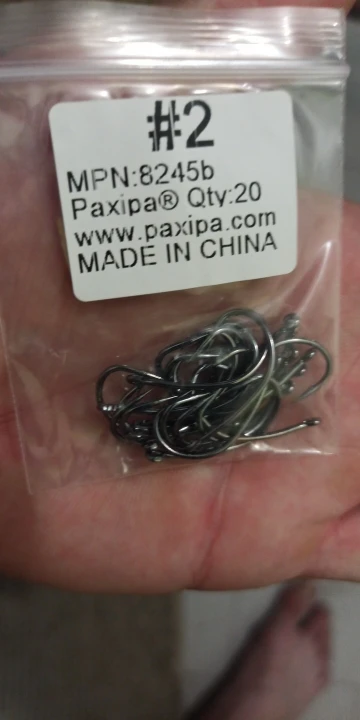 #2
MPN:8245b
Paxipa® Qty:20
www.paxipa.com
MADE IN CHINA